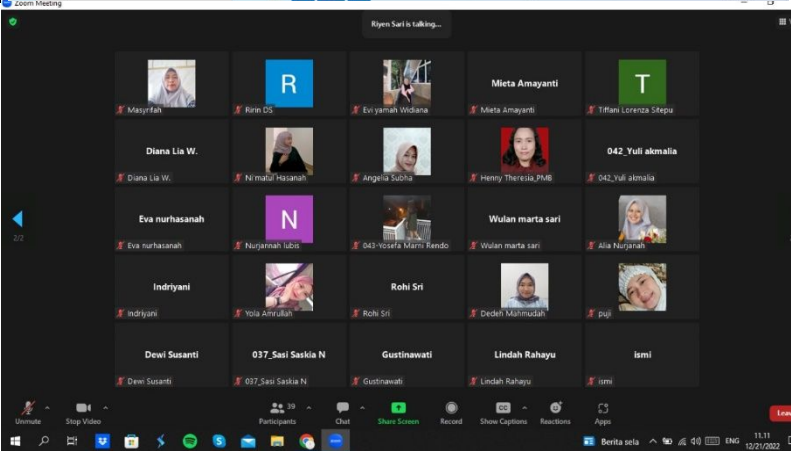 Zoom Meeting
Riyen Sari is talking...
Masyrifah
R
Ririn DS
Evi yamah Widiana
Mieta Amayanti
Mieta Amayanti
T
Tiffani Lorenza Sitepu
Diana Lia W.
Diana Lia W.
Ni'matul Hasanah
Angelia Subha
Henny Theresia_PMB
042_Yuli akmalia
042_Yuli akmalia
2/2
Eva nurhasanah
Eva nurhasanah
N
Nurjannah lubis
043-Yosefa Marni Rendo
Wulan marta sari
Wulan marta sari
Alia Nurjanah
Indriyani
Indriyani
Yola Amrullah
Rohi Sri
Rohi Sri
Dedeh Mahmudah
puji
Dewi Susanti
Dewi Susanti
037_Sasi Saskia N
037_Sasi Saskia N
Gustinawati
Gustinawati
Lindah Rahayu
Lindah Rahayu
ismi
ismi
Unmute
Stop Video
39
Participants
Chat
Share Screen
Record
CC
Show Captions
Reactions
Apps
Leav
Berita sela
ENG
11.11
12/21/2022